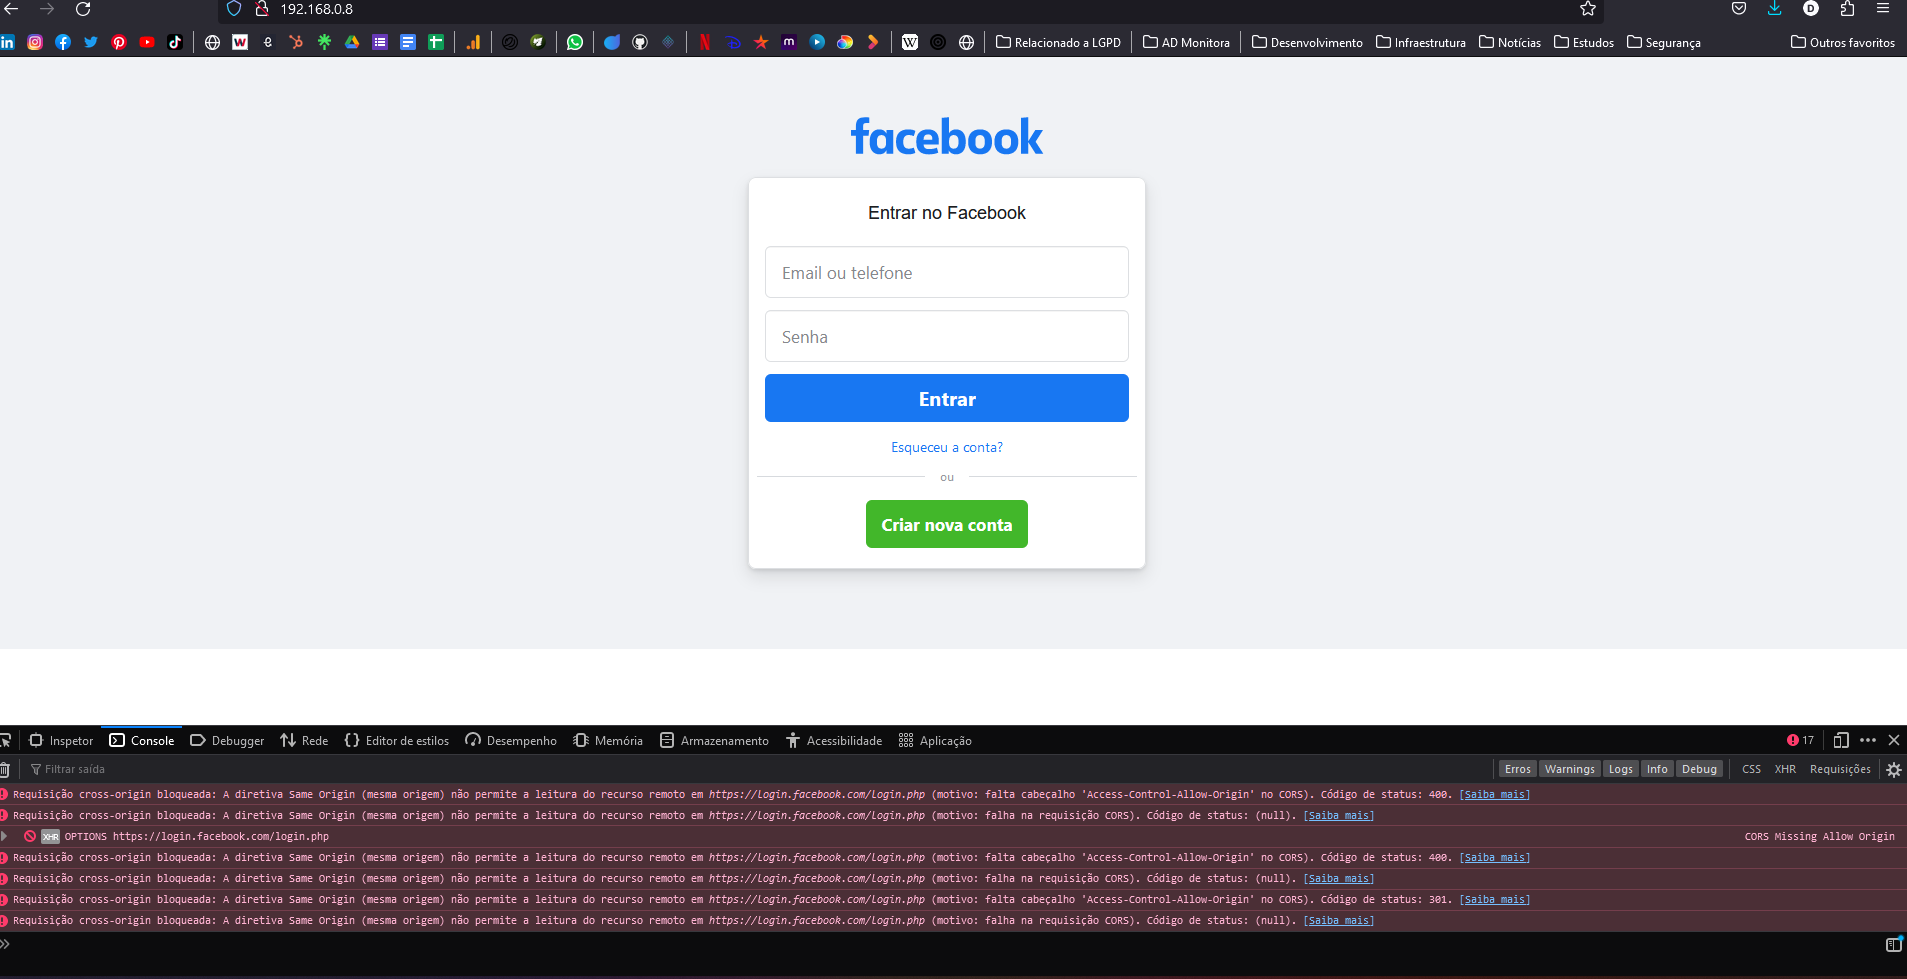 192.168.0.8
Relacionado a LGPD AD Monitora Desenvolvimento Infraestrutura Notícias Estudos Segurança Outros favoritos
facebook
Entrar no Facebook
Email ou telefone
Senha
Entrar
Esqueceu a conta?
ou
Criar nova conta
Inspetor Console Debugger Rede Editor de estilos Desempenho Memória Armazenamento Acessibilidade Aplicação 17
Filtrar saída Erros Warnings Logs Info Debug CSS XHR Requisições
Requisição cross-origin bloqueada: A diretiva Same Origin (mesma origem) não permite a leitura do recurso remoto em https://login.facebook.com/login.php (motivo: falta cabeçalho 'Access-Control-Allow-Origin' no CORS). Código de status: 400. [Saiba mais]
Requisição cross-origin bloqueada: A diretiva Same Origin (mesma origem) não permite a leitura do recurso remoto em https://login.facebook.com/login.php (motivo: falha na requisição CORS). Código de status: (null). [Saiba mais]
XHR OPTIONS https://login.facebook.com/login.php CORS Missing Allow Origin
Requisição cross-origin bloqueada: A diretiva Same Origin (mesma origem) não permite a leitura do recurso remoto em https://login.facebook.com/login.php (motivo: falta cabeçalho 'Access-Control-Allow-Origin' no CORS). Código de status: 400. [Saiba mais]
Requisição cross-origin bloqueada: A diretiva Same Origin (mesma origem) não permite a leitura do recurso remoto em https://login.facebook.com/login.php (motivo: falha na requisição CORS). Código de status: (null). [Saiba mais]
Requisição cross-origin bloqueada: A diretiva Same Origin (mesma origem) não permite a leitura do recurso remoto em https://login.facebook.com/login.php (motivo: falta cabeçalho 'Access-Control-Allow-Origin' no CORS). Código de status: 301. [Saiba mais]
Requisição cross-origin bloqueada: A diretiva Same Origin (mesma origem) não permite a leitura do recurso remoto em https://login.facebook.com/login.php (motivo: falha na requisição CORS). Código de status: (null). [Saiba mais]